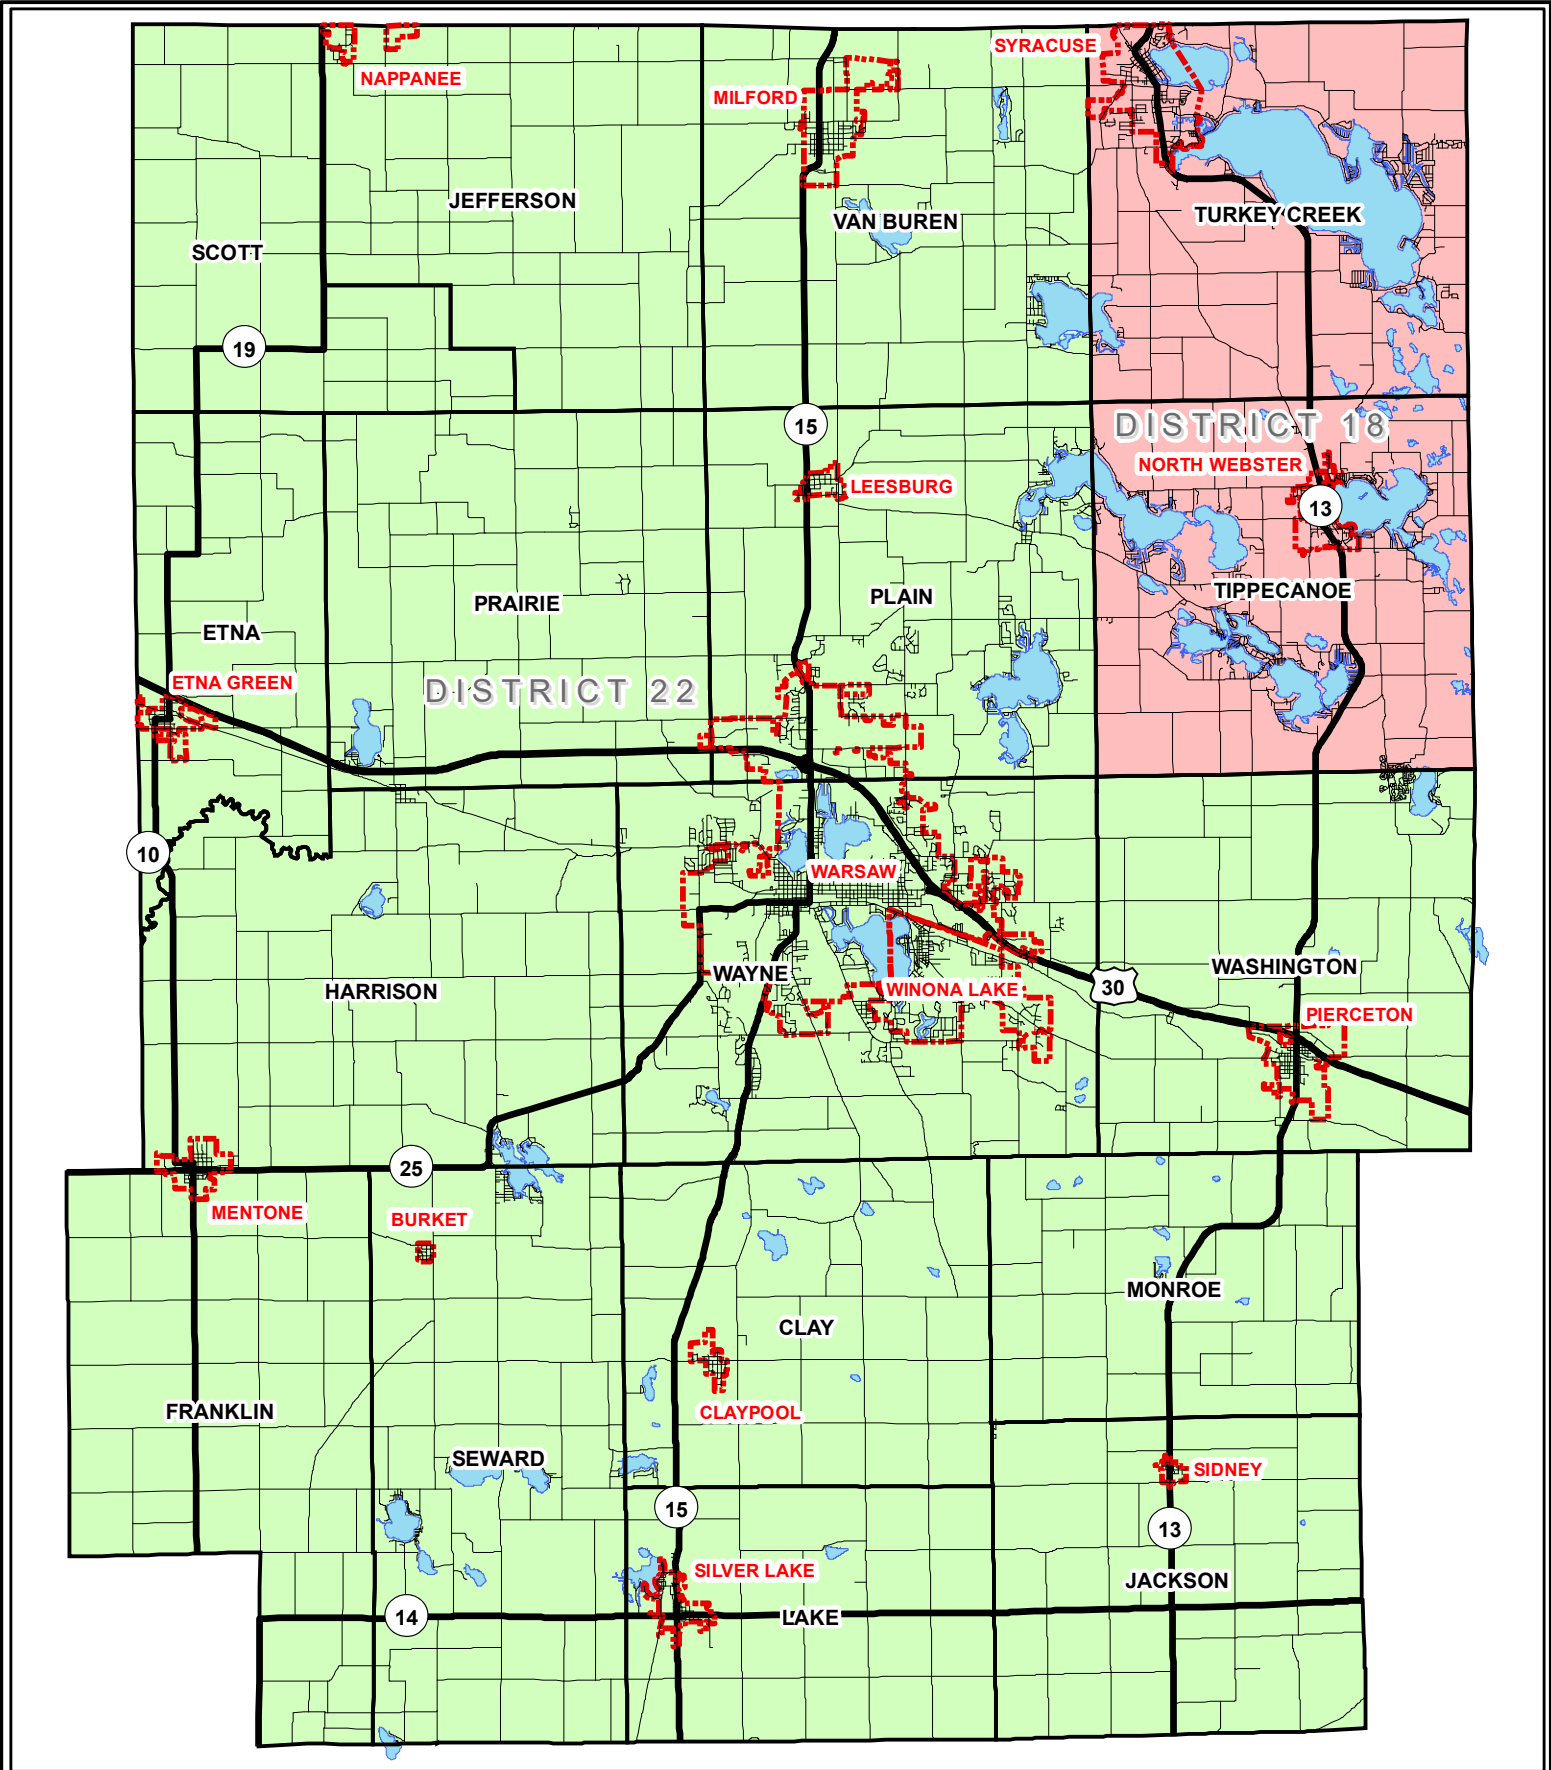 SYRACUSE
NAPPANEE
MILFORD
JEFFERSON
TURKEY CREEK
VAN BUREN
SCOTT
19
15
DISTRICT 18
NORTH WEBSTER
LEESBURG
13
TIPPECANOE
PLAIN
PRAIRIE
ETNA
ETNA GREEN
DISTRICT 22
10
WARSAW
WAYNE
WASHINGTON
HARRISON
WINONA LAKE
30
PIERCETON
25
MENTONE
BURKET
MONROE
CLAY
FRANKLIN
CLAYPOOL
SEWARD
SIDNEY
15
13
SILVER LAKE
JACKSON
14
LAKE